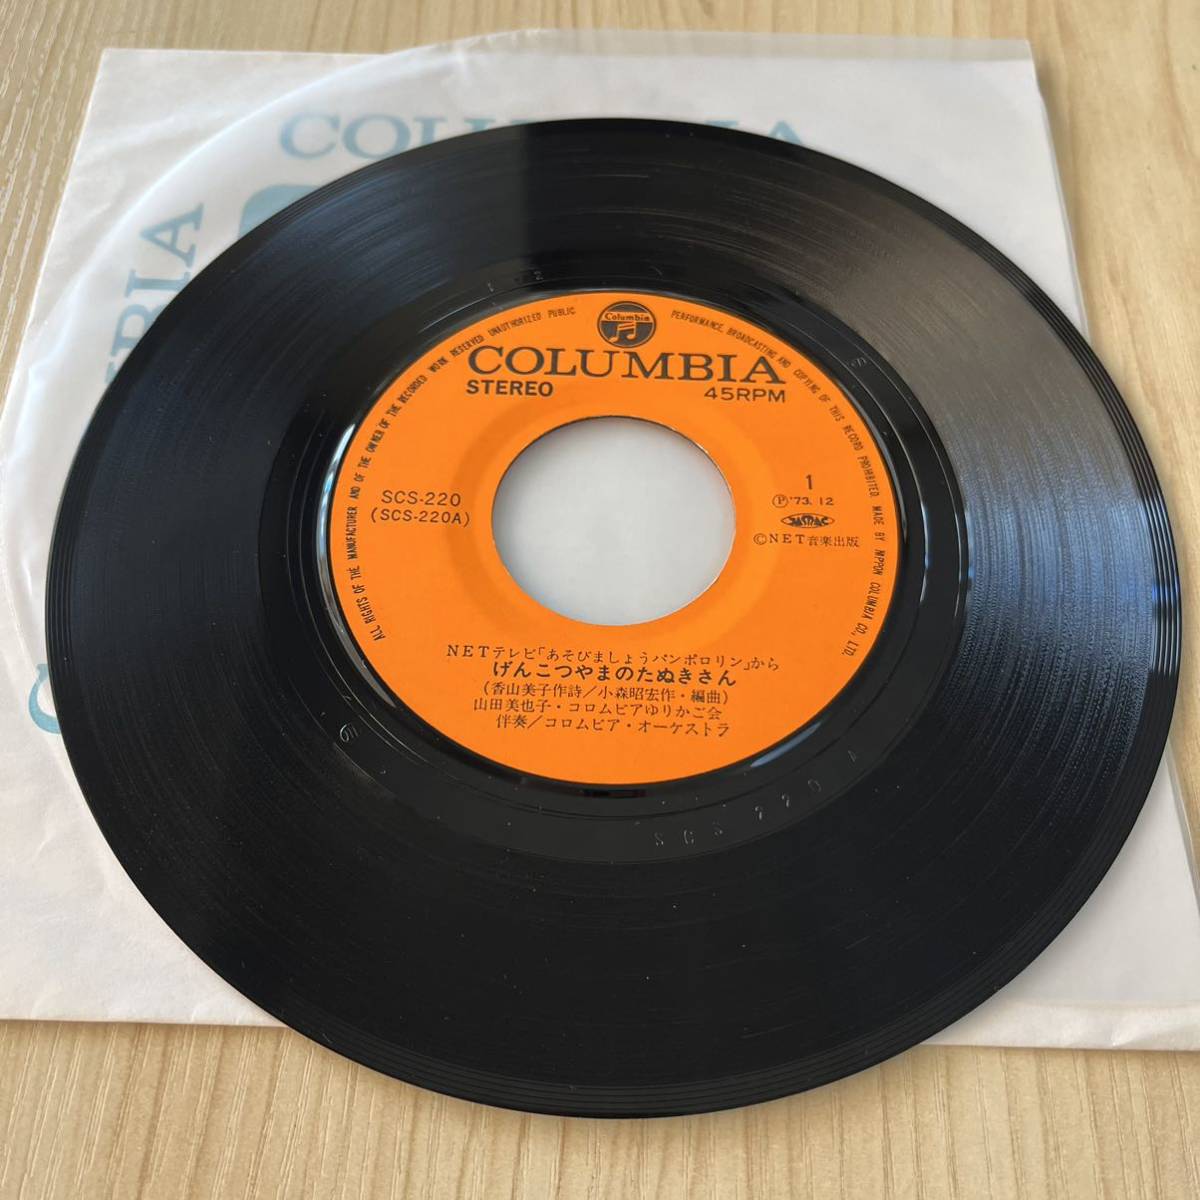 COLUMBIA
Columbia
ALL RIGHTS OF THE MANUFACTURER AND OF THE OWNER OF THE RECORDED WORK RESERVED UNAUTHORIZED PUBLIC PERFORMANCE, BROADCASTING AND COPYING OF THIS RECORD PROHIBITED. MADE BY NIPPON COLUMBIA CO., LTD.
COLUMBIA
STEREO 45RPM
SCS-220
(SCS-220A)
1
Ⓟ'73. 12
JASRAC
©NET音楽出版
NETテレビ「あそびましょうパンポロリン」から
げんこつやまのたぬきさん
(香山美子作詩/小森昭宏作・編曲)
山田美也子・コロムビアゆりかご会
伴奏/コロムビア・オーケストラ
SCS 220 A